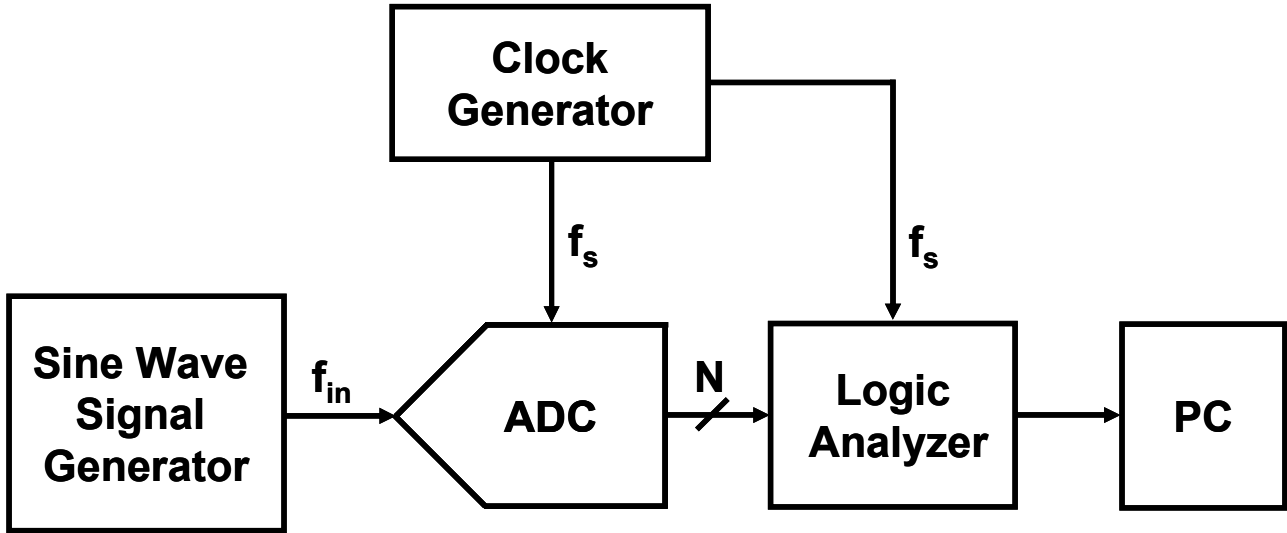 Clock
Generator
fs
fs
Sine Wave
Signal
Generator
fin
ADC
N
Logic
Analyzer
PC